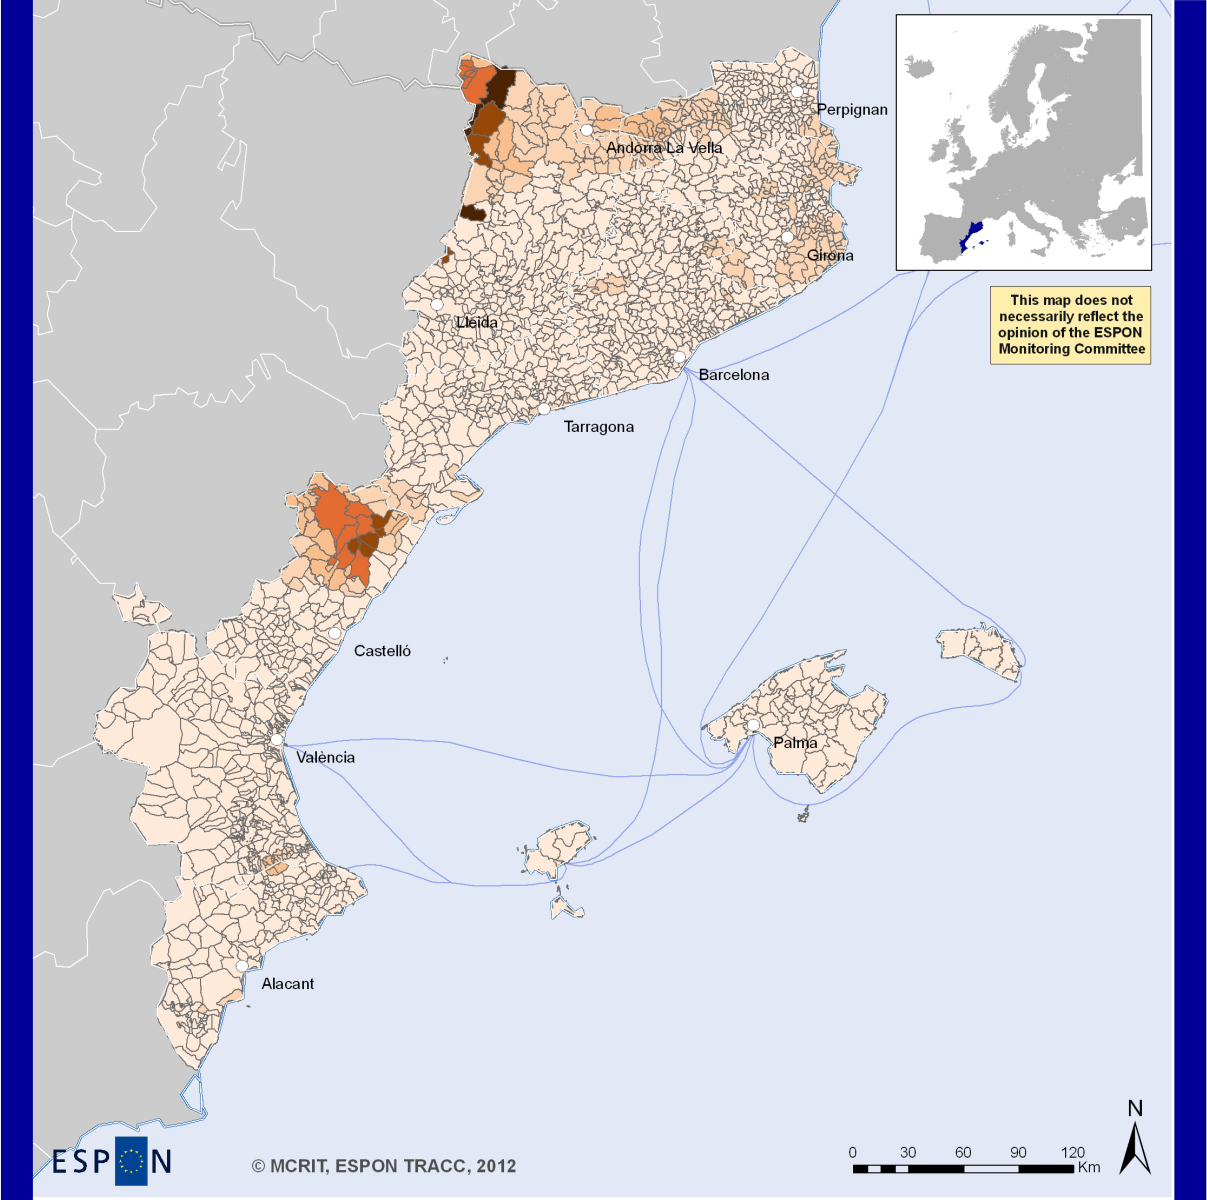 Perpignan
Andorra La Vella
Girona
Lleida
This map does not
necessarily reflect the
opinion of the ESPON
Monitoring Committee
Barcelona
Tarragona
Castelló
Palma
València
Alacant
N
ESPON
© MCRIT, ESPON TRACC, 2012
0 30 60 90 120
Km